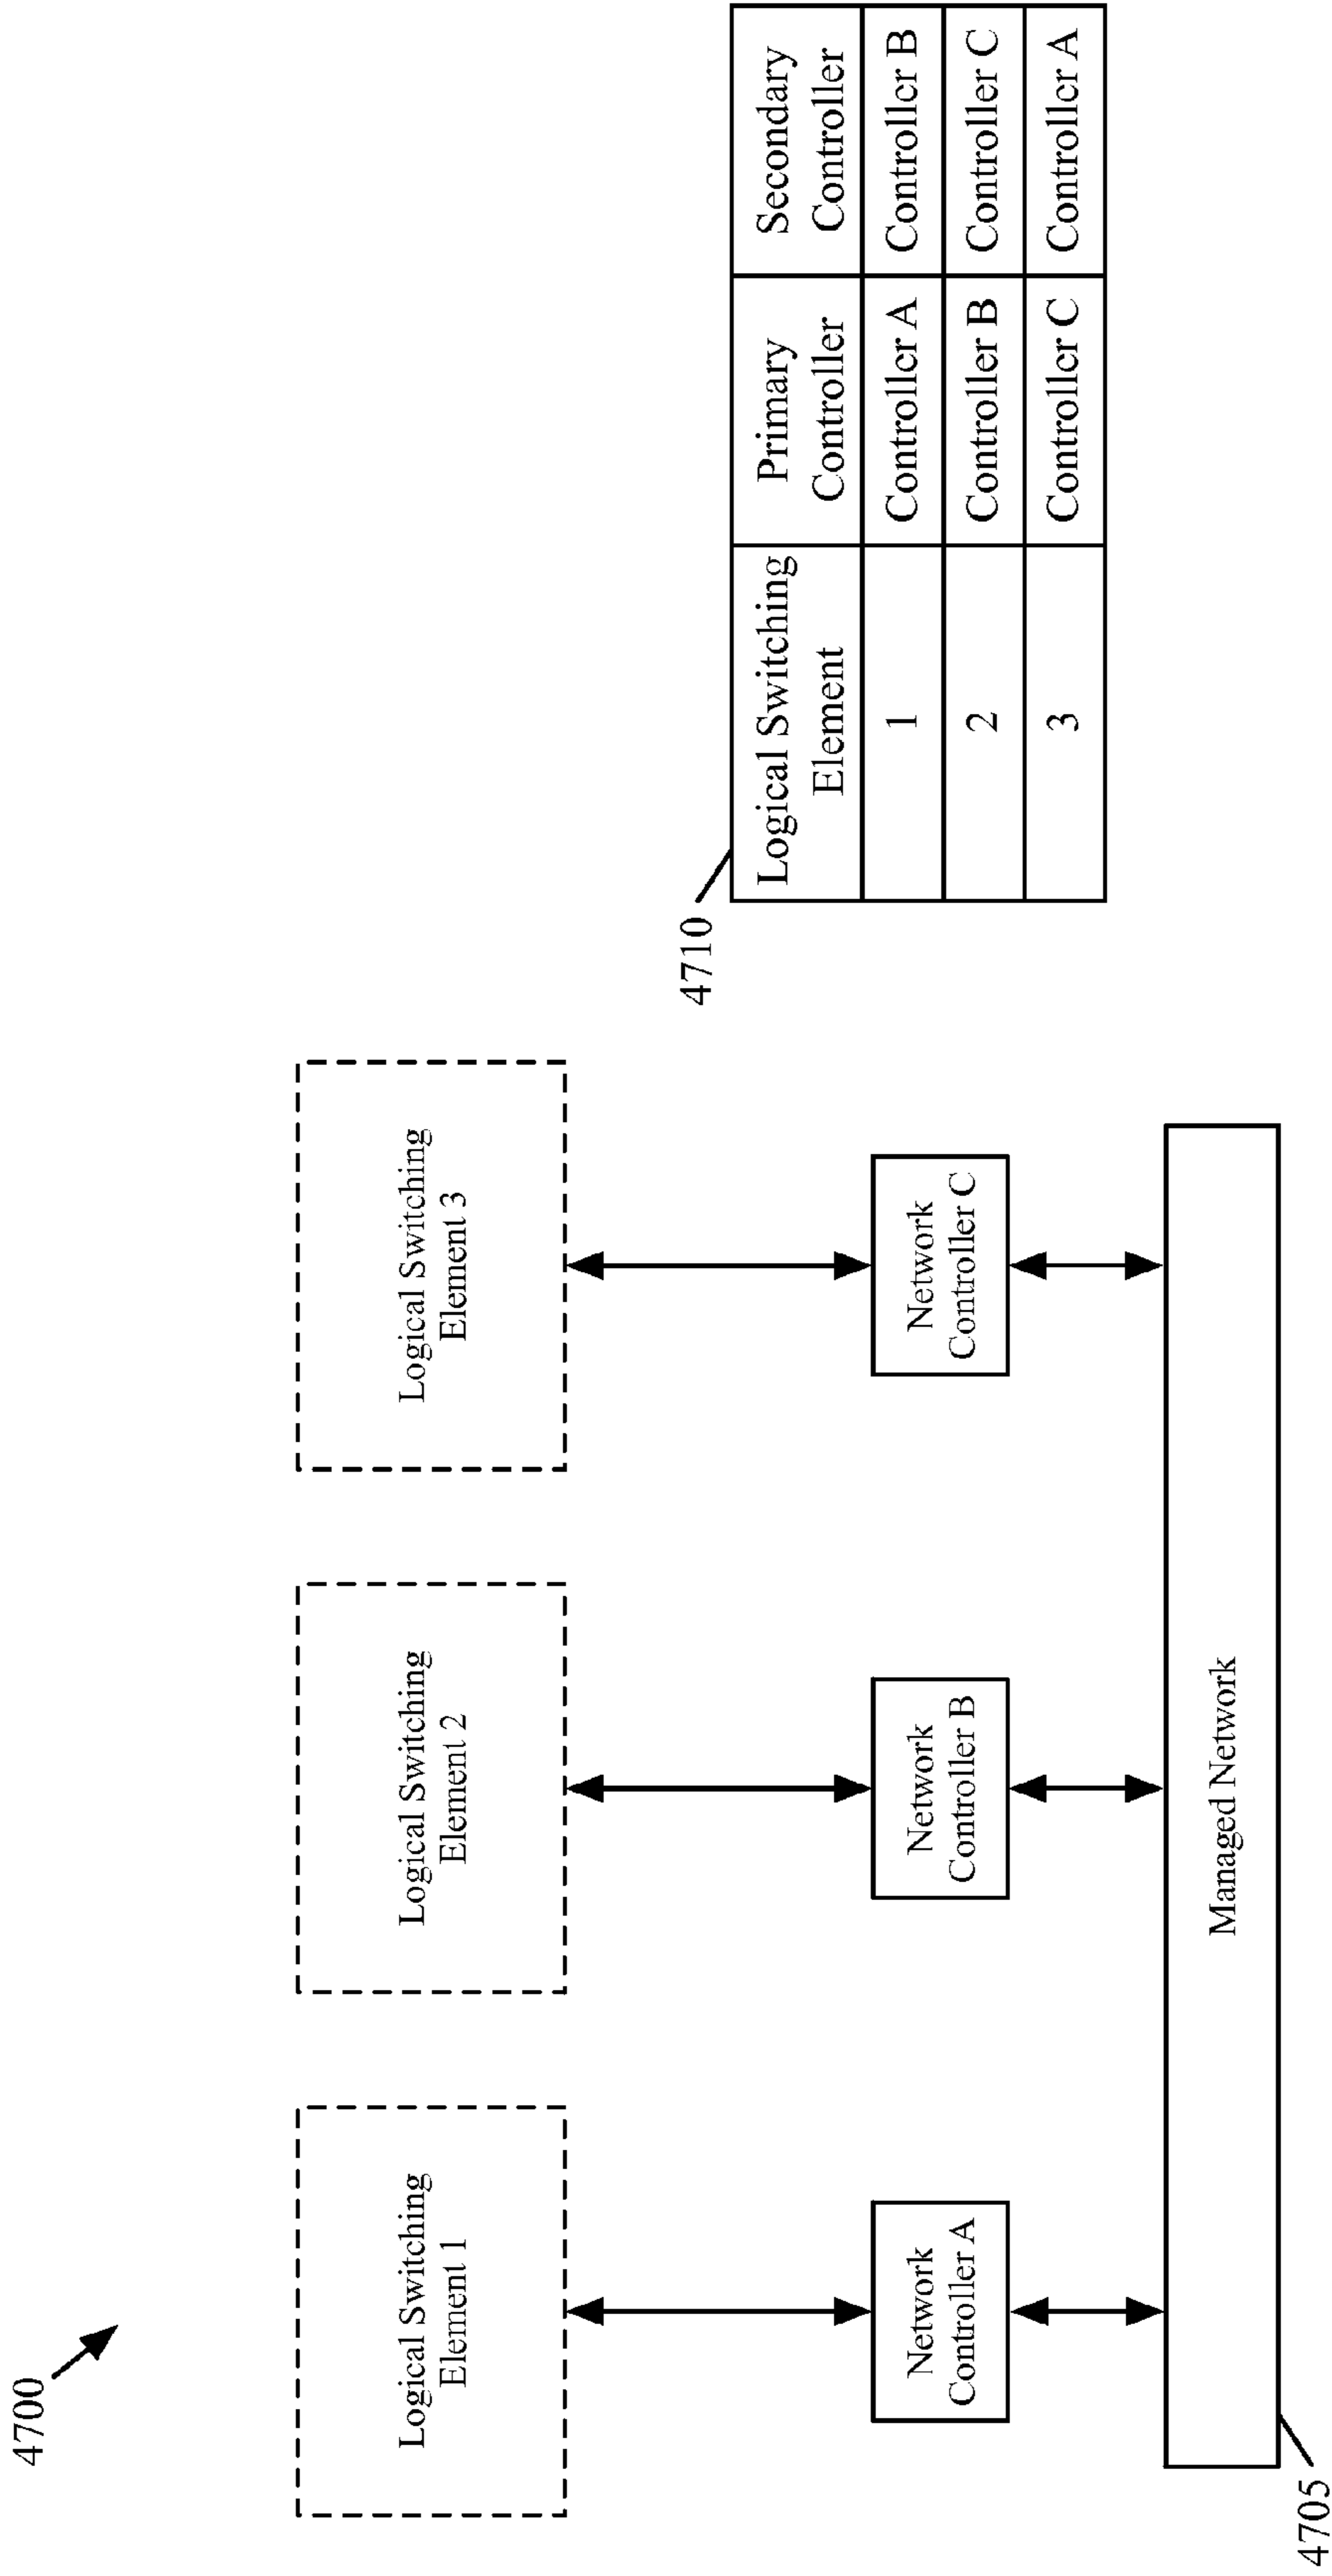 4700
Logical Switching
Element 1
Logical Switching
Element 2
Logical Switching
Element 3
Network
Controller A
Network
Controller B
Network
Controller C
Managed Network
4705
4710
Logical Switching
Element
Primary
Controller
Secondary
Controller
1
Controller A
Controller B
2
Controller B
Controller C
3
Controller C
Controller A